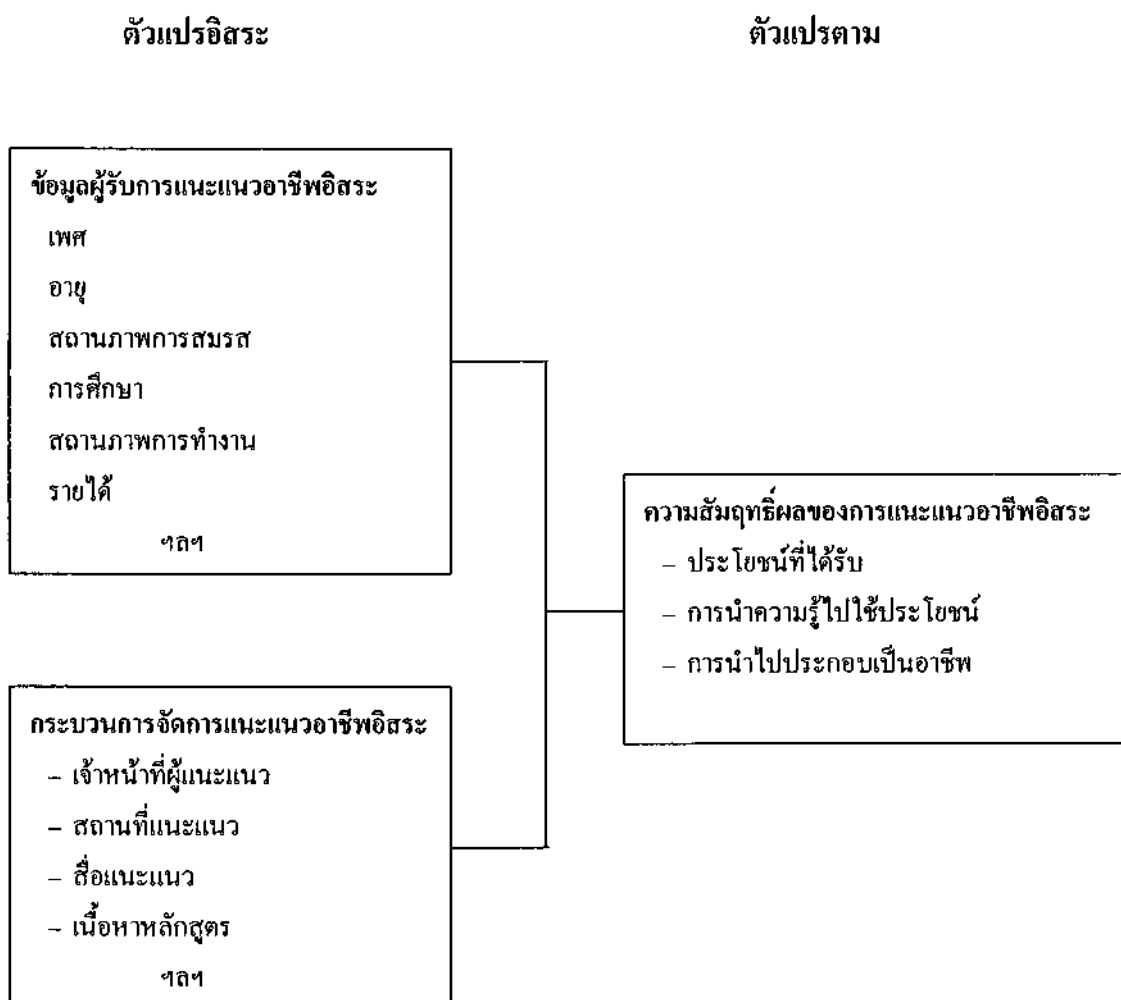 ตัวแปรอิสระ
ตัวแปรตาม
ข้อมูลผู้รับการแนะแนวอาชีพอิสระ
เพศ
อายุ
สถานภาพการสมรส
การศึกษา
สถานภาพการทำงาน
รายได้
ฯลฯ
กระบวนการจัดการแนะแนวอาชีพอิสระ
– เจ้าหน้าที่ผู้แนะแนว
– สถานที่แนะแนว
– สื่อแนะแนว
– เนื้อหาหลักสูตร
ฯลฯ
ความสัมฤทธิ์ผลของการแนะแนวอาชีพอิสระ
– ประโยชน์ที่ได้รับ
– การนำความรู้ไปใช้ประโยชน์
– การนำไปประกอบเป็นอาชีพ